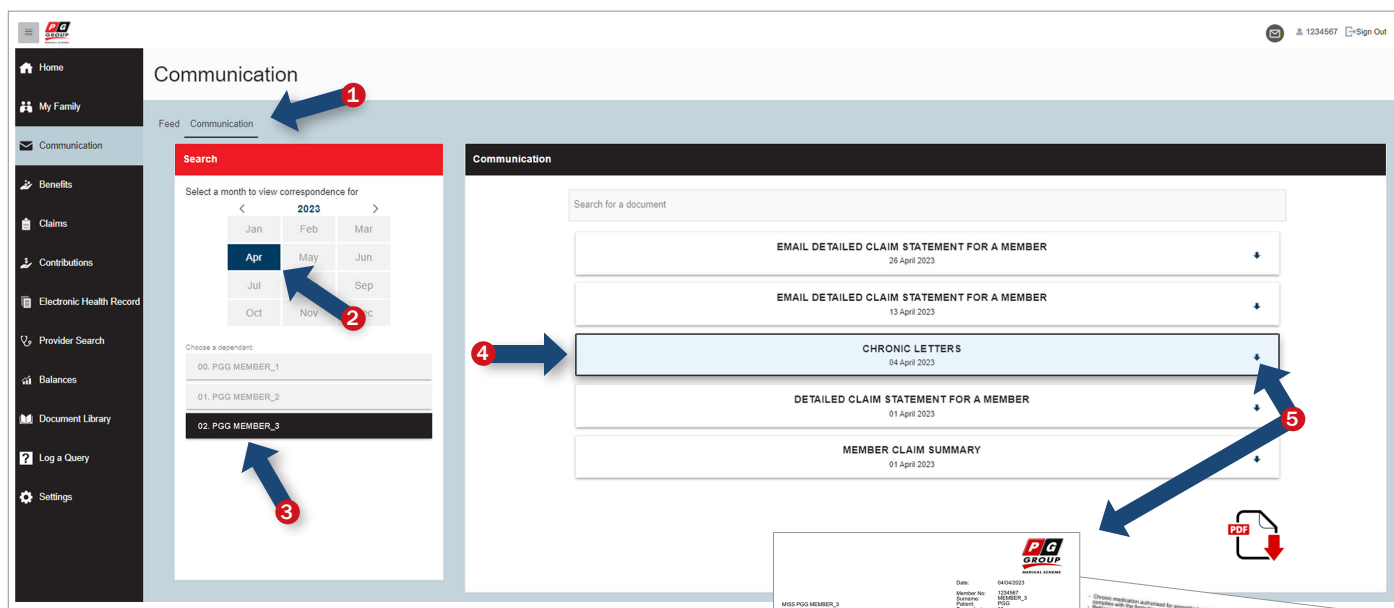 PG
GROUP
MEDICAL SCHEME
1234567
Sign Out
Home
My Family
Communication
Benefits
Claims
Contributions
Electronic Health Record
Provider Search
Balances
Document Library
Log a Query
Settings
Communication
1
Feed Communication
Search
Select a month to view correspondence for
< 2023 >
Jan Feb Mar
Apr May Jun
Jul Sep
Oct Nov
2
Choose a dependant:
00. PGG MEMBER_1
01. PGG MEMBER_2
02. PGG MEMBER_3
3
Communication
Search for a document
EMAIL DETAILED CLAIM STATEMENT FOR A MEMBER
26 April 2023
EMAIL DETAILED CLAIM STATEMENT FOR A MEMBER
13 April 2023
4
CHRONIC LETTERS
04 April 2023
DETAILED CLAIM STATEMENT FOR A MEMBER
01 April 2023
5
MEMBER CLAIM SUMMARY
01 April 2023
PDF
PG
GROUP
MEDICAL SCHEME
Date: 04/04/2023
Member No: 1234567
Surname: MEMBER_3
Patient: PGG
MISS PGG MEMBER_3